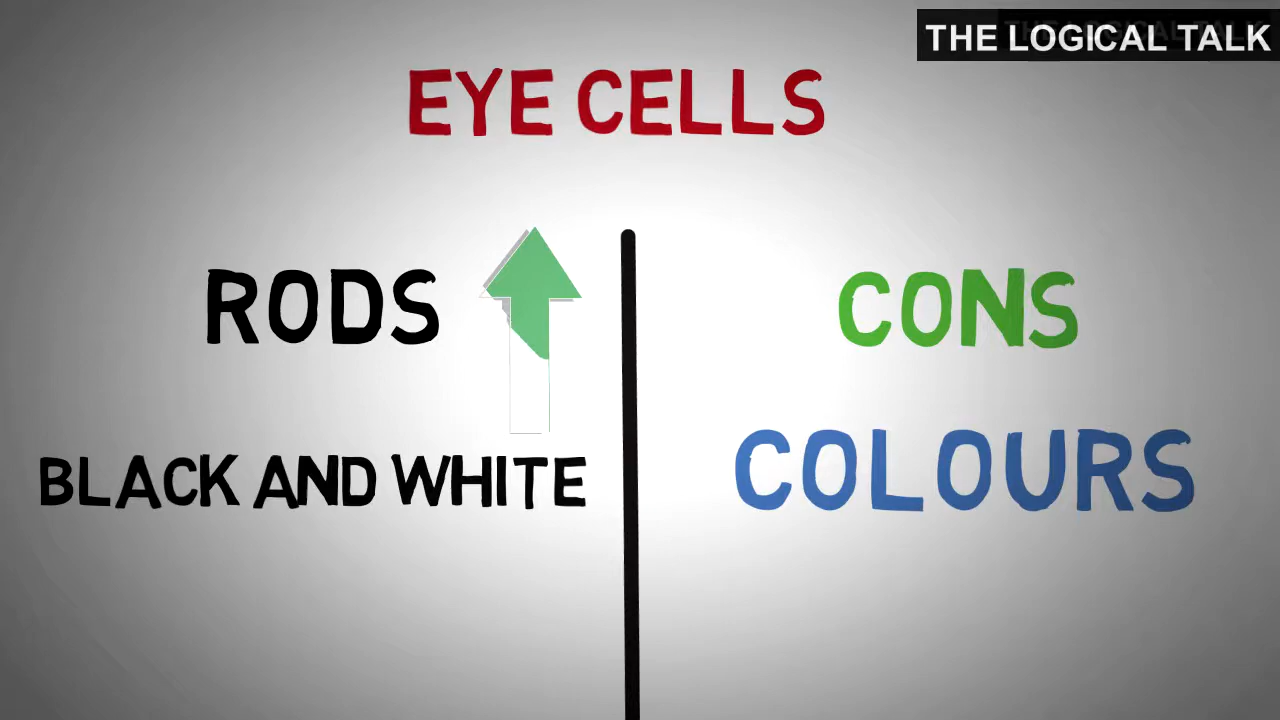 THE LOGICAL TALK
EYE CELLS
RODS
BLACK AND WHITE
CONS
COLOURS